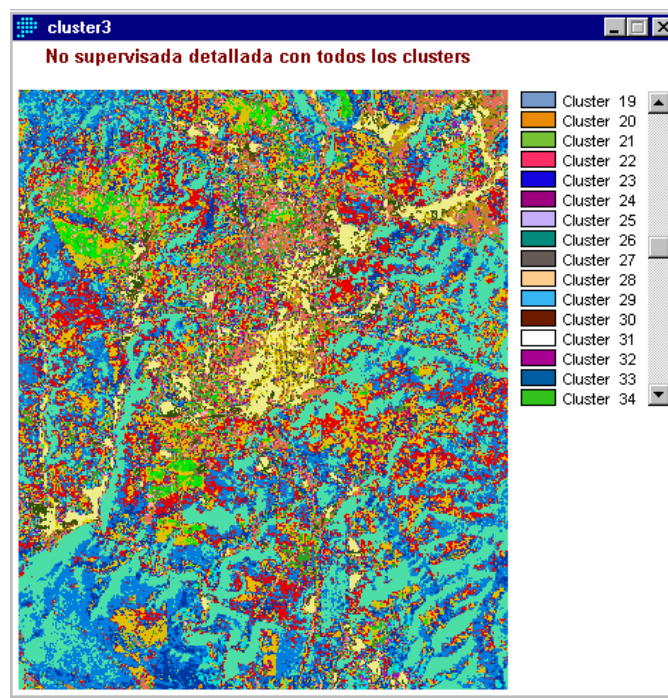 cluster3
No supervisada detallada con todos los clusters
Cluster 19
Cluster 20
Cluster 21
Cluster 22
Cluster 23
Cluster 24
Cluster 25
Cluster 26
Cluster 27
Cluster 28
Cluster 29
Cluster 30
Cluster 31
Cluster 32
Cluster 33
Cluster 34